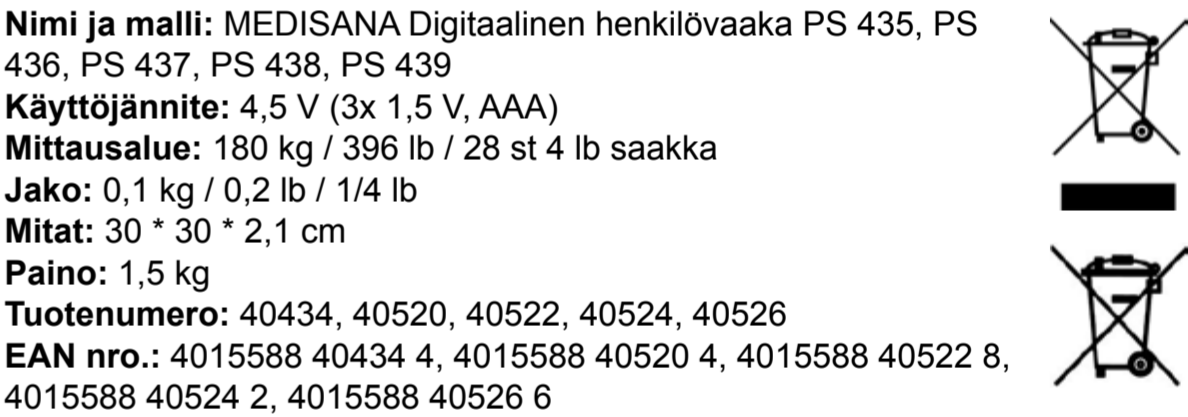 Nimi ja malli: MEDISANA Digitaalinen henkilövaaka PS 435, PS
436, PS 437, PS 438, PS 439
Käyttöjännite: 4,5 V (3x 1,5 V, AAA)
Mittausalue: 180 kg / 396 lb / 28 st 4 lb saakka
Jako: 0,1 kg / 0,2 lb / 1/4 lb
Mitat: 30 * 30 * 2,1 cm
Paino: 1,5 kg
Tuotenumero: 40434, 40520, 40522, 40524, 40526
EAN nro.: 4015588 40434 4, 4015588 40520 4, 4015588 40522 8,
4015588 40524 2, 4015588 40526 6